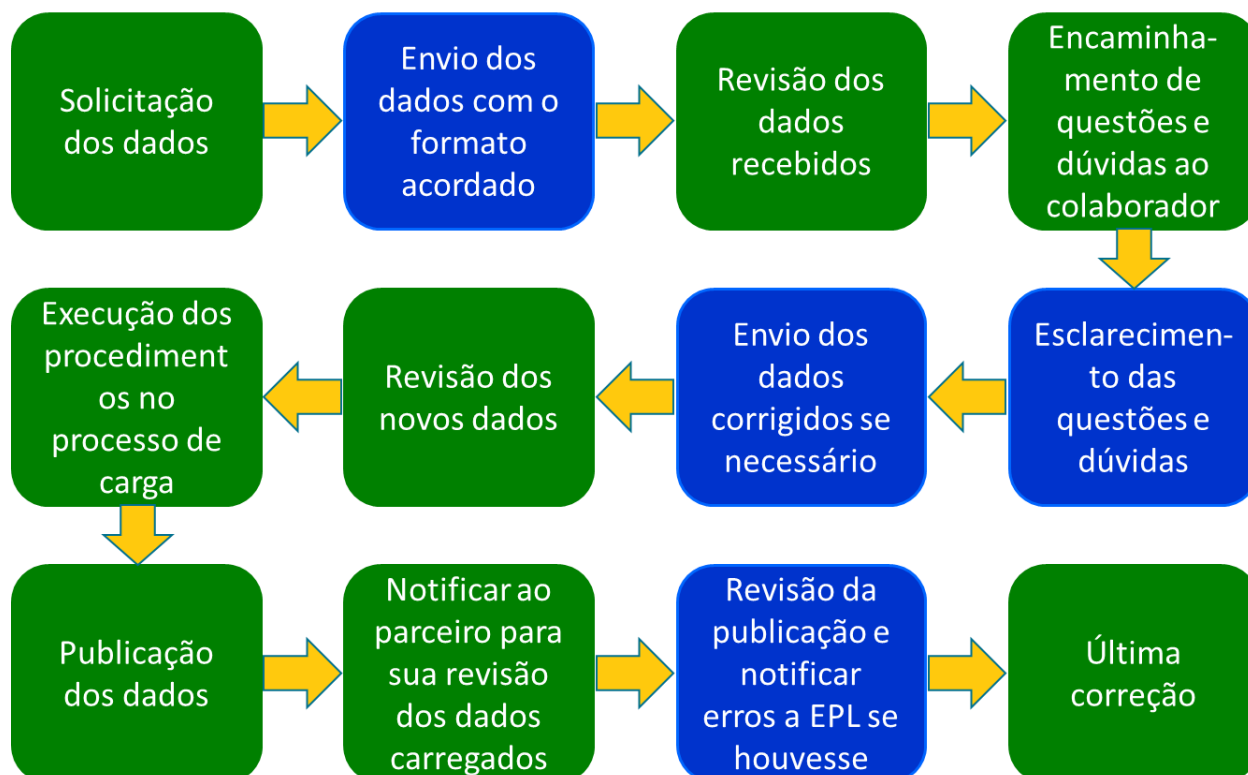 Solicitação
dos dados
Envio dos
dados com o
formato
acordado
Revisão dos
dados
recebidos
Encaminha-
mento de
questões e
dúvidas ao
colaborador
Esclarecimen-
to das
questões e
dúvidas
Envio dos
dados
corrigidos se
necessário
Revisão dos
novos dados
Execução dos
procediment
os no
processo de
carga
Publicação
dos dados
Notificar ao
parceiro para
sua revisão
dos dados
carregados
Revisão da
publicação e
notificar
erros a EPL se
houvesse
Última
correção